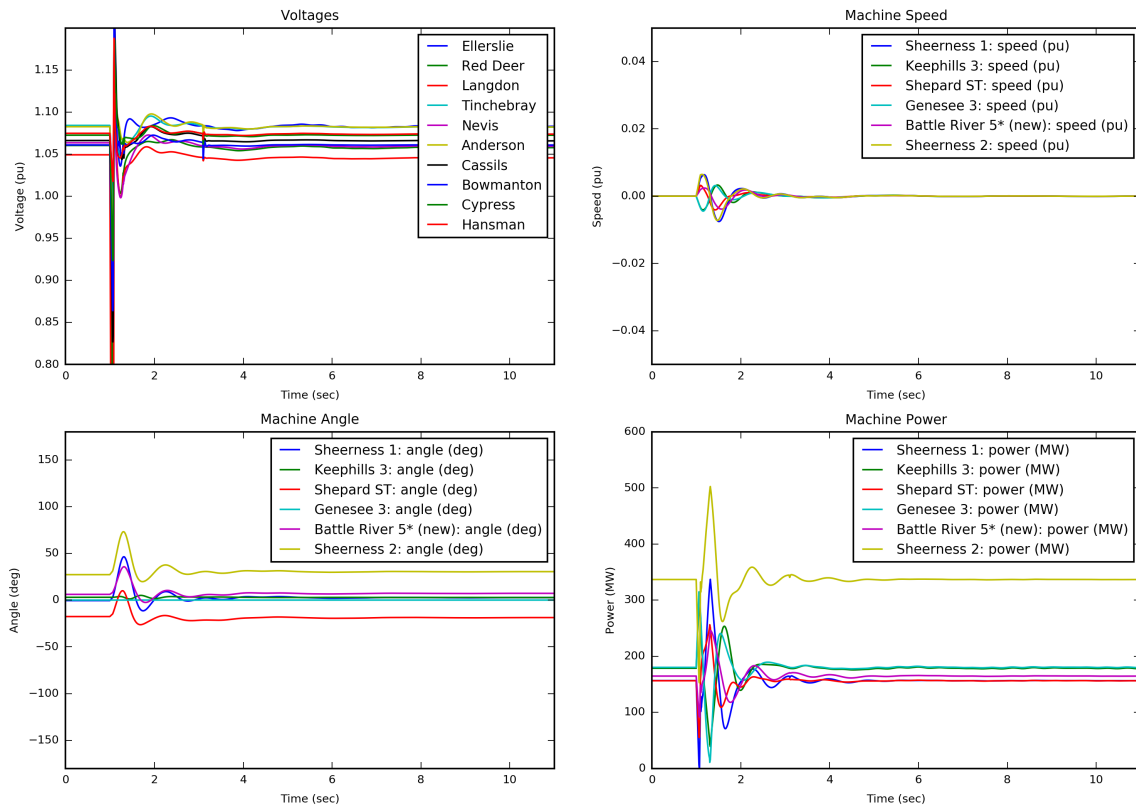 Voltages
1.15
1.10
1.05
1.00
0.95
0.90
0.85
0.80
Voltage (pu)
0
2
4
6
8
10
Time (sec)
Ellerslie
Red Deer
Langdon
Tinchebray
Nevis
Anderson
Cassils
Bowmanton
Cypress
Hansman
Machine Speed
0.04
0.02
0.00
−0.02
−0.04
Speed (pu)
0
2
4
6
8
10
Time (sec)
Sheerness 1: speed (pu)
Keephills 3: speed (pu)
Shepard ST: speed (pu)
Genesee 3: speed (pu)
Battle River 5* (new): speed (pu)
Sheerness 2: speed (pu)
Machine Angle
150
100
50
0
−50
−100
−150
Angle (deg)
0
2
4
6
8
10
Time (sec)
Sheerness 1: angle (deg)
Keephills 3: angle (deg)
Shepard ST: angle (deg)
Genesee 3: angle (deg)
Battle River 5* (new): angle (deg)
Sheerness 2: angle (deg)
Machine Power
600
500
400
300
200
100
0
Power (MW)
0
2
4
6
8
10
Time (sec)
Sheerness 1: power (MW)
Keephills 3: power (MW)
Shepard ST: power (MW)
Genesee 3: power (MW)
Battle River 5* (new): power (MW)
Sheerness 2: power (MW)